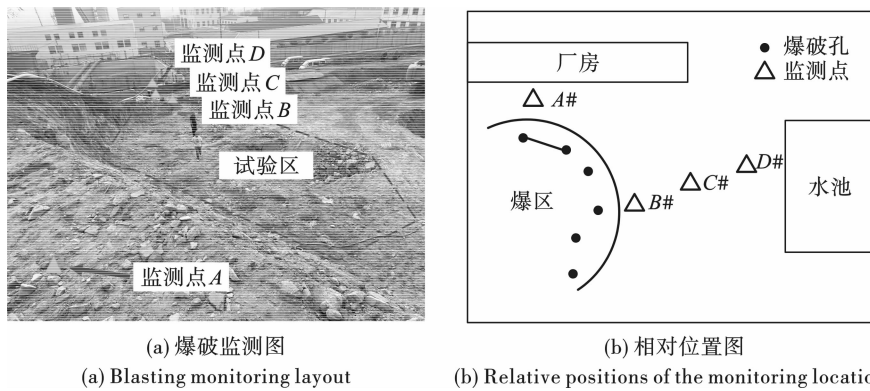 监测点D
监测点C
监测点B
试验区
监测点A
(a) 爆破监测图
(a) Blasting monitoring layout
厂房
爆破孔
监测点
A#
爆区
B#
C#
D#
水池
(b) 相对位置图
(b) Relative positions of the monitoring locatio